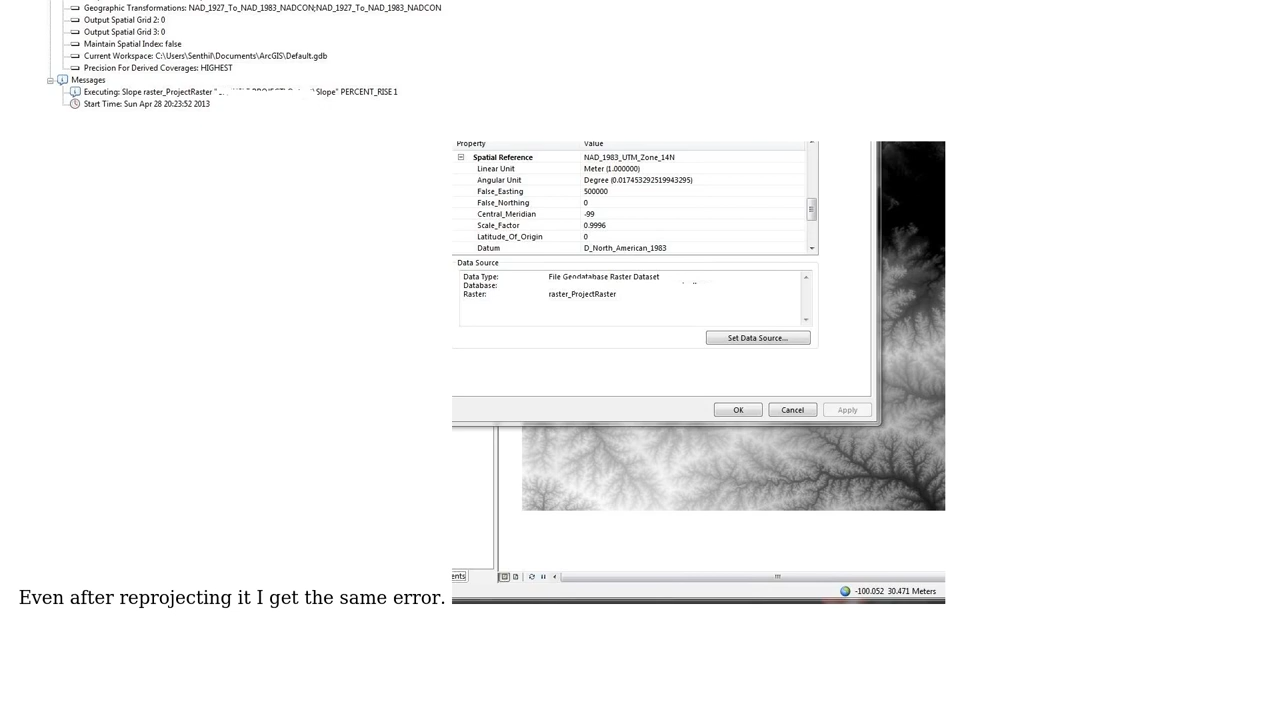 Geographic Transformations: NAD_1927_To_NAD_1983_NADCON;NAD_1927_To_NAD_1983_NADCON
Output Spatial Grid 2: 0
Output Spatial Grid 3: 0
Maintain Spatial Index: false
Current Workspace: C:\Users\Senthil\Documents\ArcGIS\Default.gdb
Precision For Derived Coverages: HIGHEST
Messages
Executing: Slope raster_ProjectRaster " Slope" PERCENT_RISE 1
Start Time: Sun Apr 28 20:23:52 2013
Property Value
Spatial Reference NAD_1983_UTM_Zone_14N
Linear Unit Meter (1.000000)
Angular Unit Degree (0.017453292519943295)
False_Easting 500000
False_Northing 0
Central_Meridian -99
Scale_Factor 0.9996
Latitude_Of_Origin 0
Datum D_North_American_1983
Data Source
Data Type: File Geodatabase Raster Dataset
Database:
Raster: raster_ProjectRaster
Set Data Source...
OK Cancel Apply
ents
-100.052 30.471 Meters
Even after reprojecting it I get the same error.